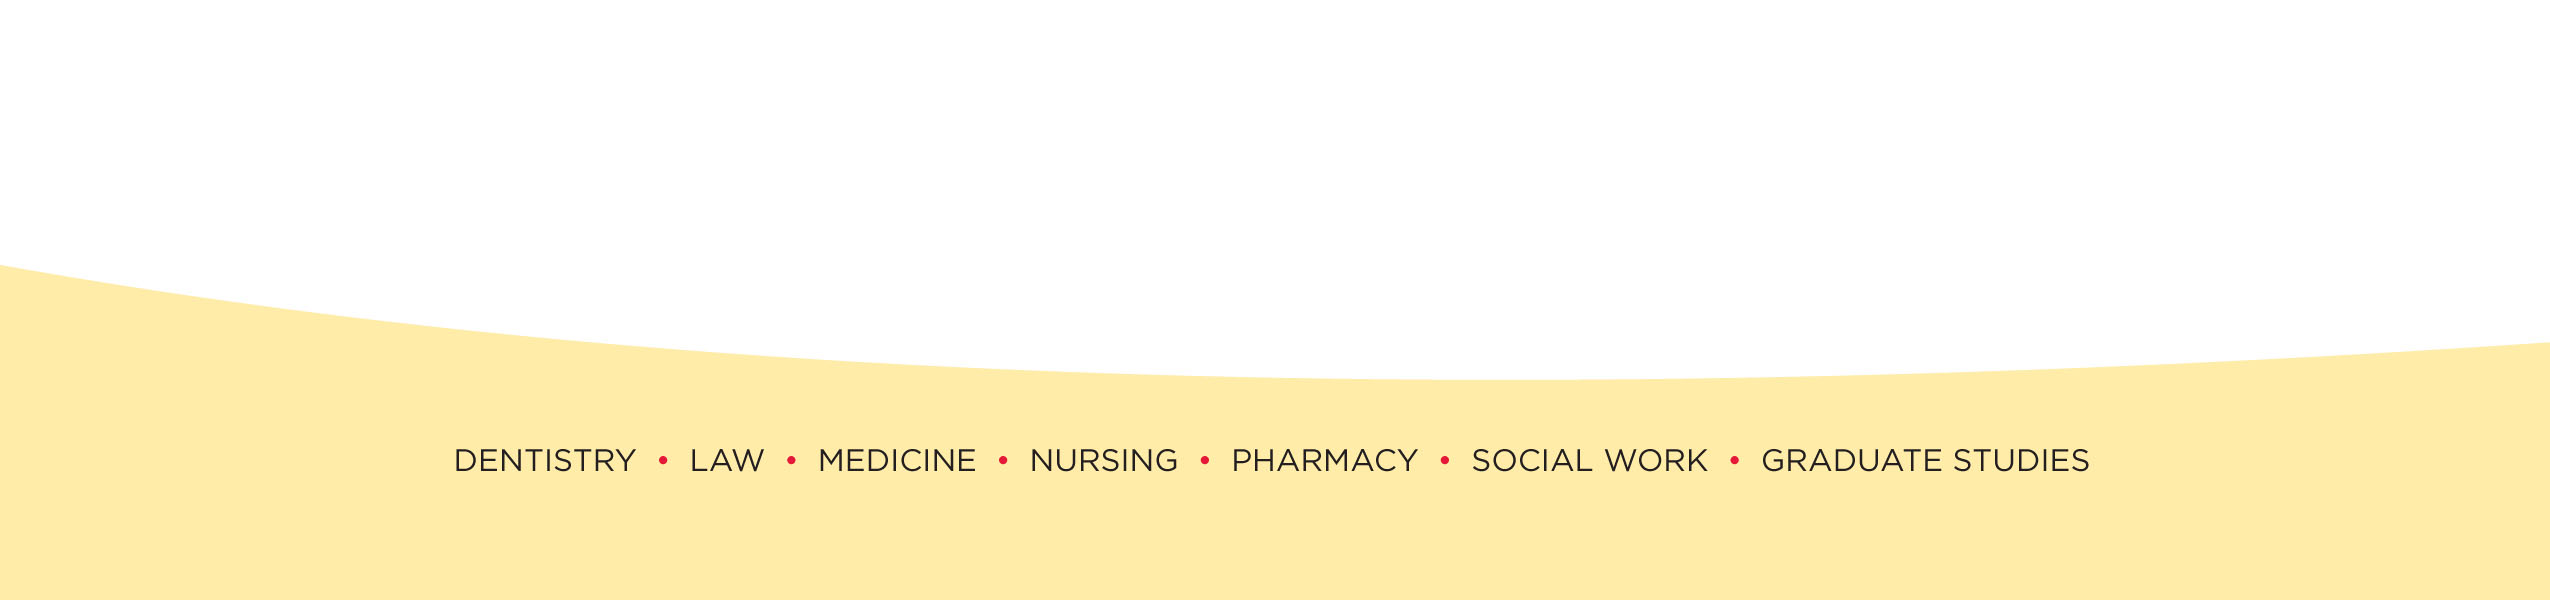 DENTISTRY • LAW • MEDICINE • NURSING • PHARMACY • SOCIAL WORK • GRADUATE STUDIES